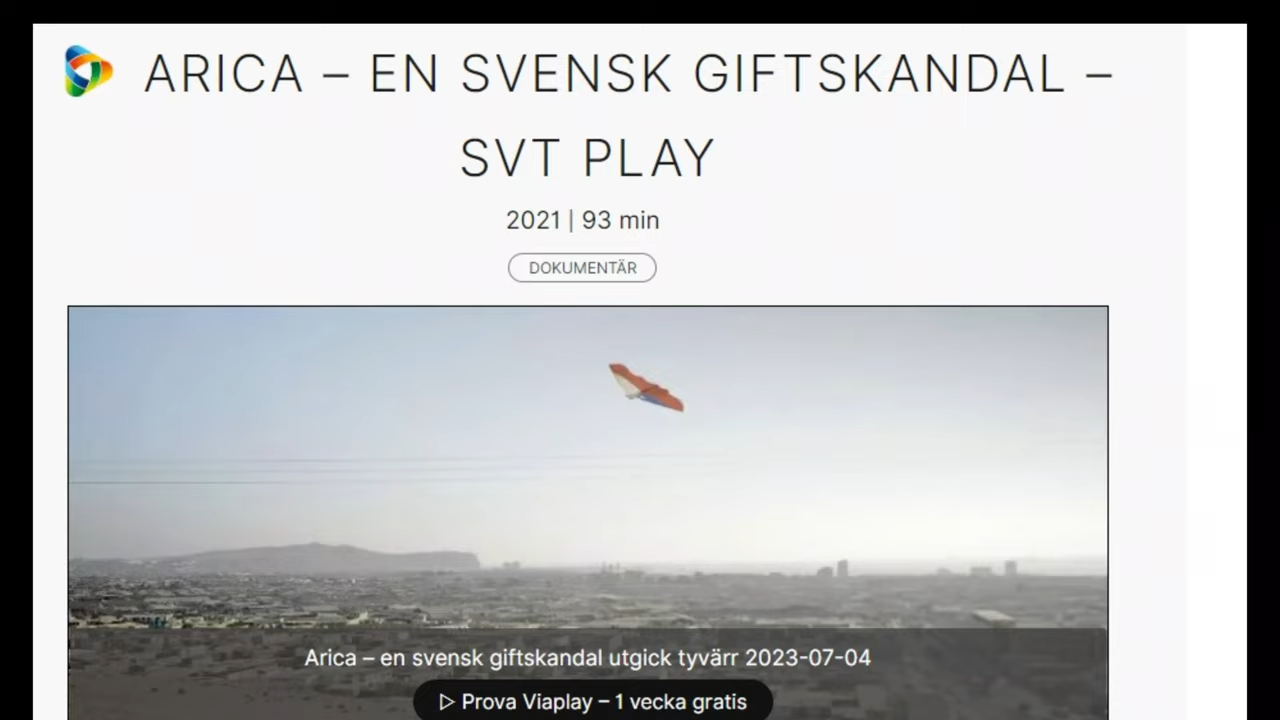 ARICA – EN SVENSK GIFTSKANDAL –
SVT PLAY
2021 | 93 min
DOKUMENTÄR
Arica – en svensk giftskandal utgick tyvärr 2023-07-04
▷ Prova Viaplay – 1 vecka gratis